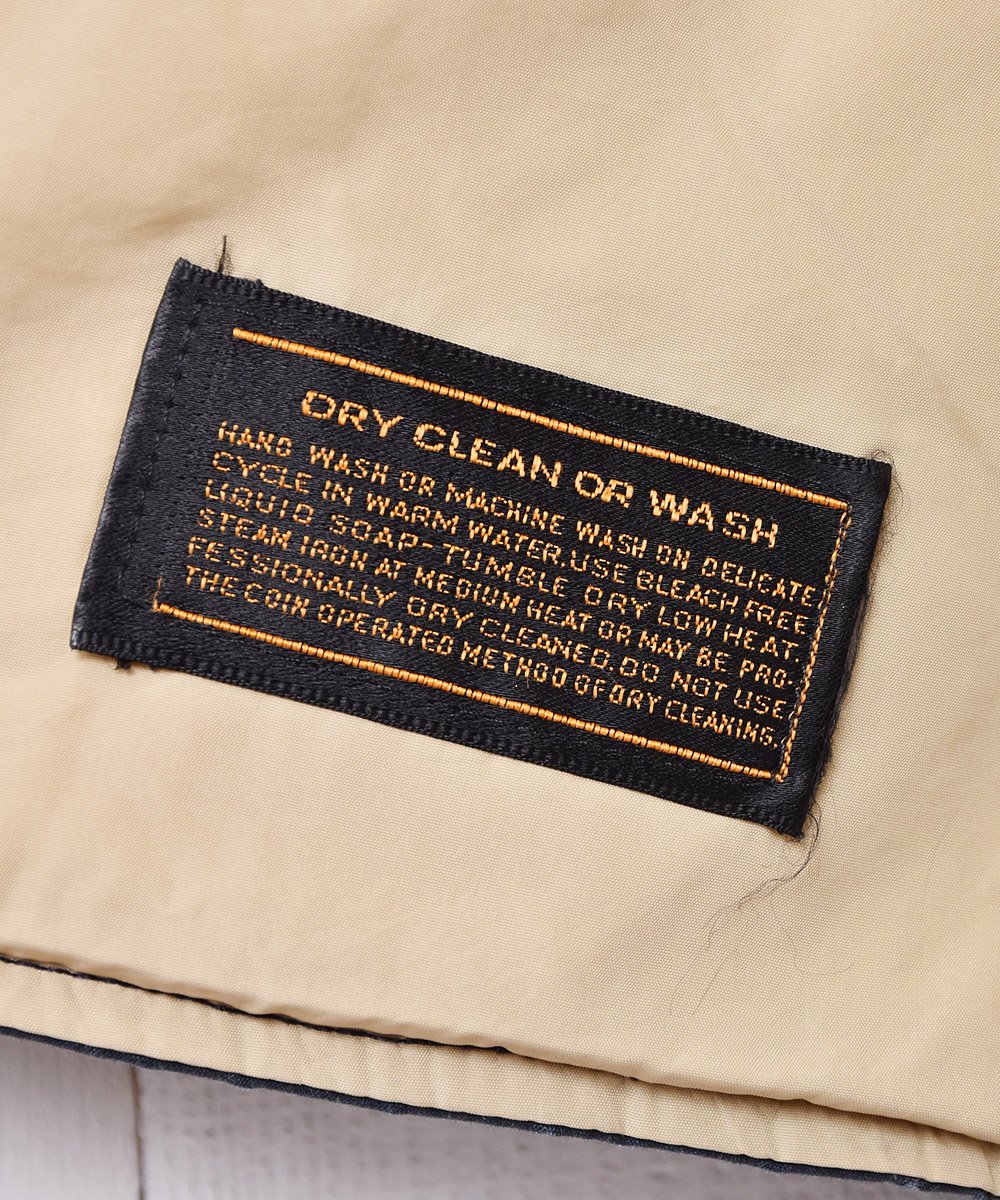 DRY CLEAN OR WASH
HAND WASH OR MACHINE WASH ON DELICATE
CYCLE IN WARM WATER. USE BLEACH FREE
LIQUID SOAP-TUMBLE DRY LOW HEAT.
STEAM IRON AT MEDIUM HEAT OR MAY BE PRO-
FESSIONALLY DRY CLEANED. DO NOT USE
THE COIN OPERATED METHOD OF DRY CLEANING.